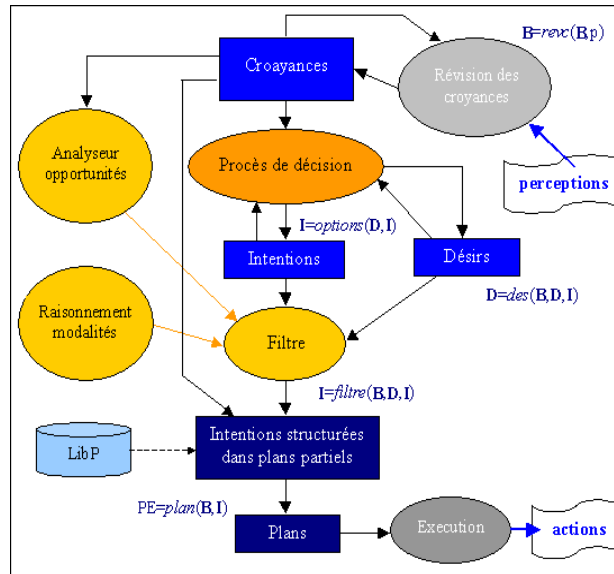 B=revc(B,p)
Croayances
Révision des
croyances
Analyseur
opportunités
Procès de décision
perceptions
I=options(D,I)
Intentions
Désirs
D=des(B,D,I)
Raisonnement
modalités
Filtre
I=filtre(B,D,I)
Intentions structurées
dans plans partiels
LibP
PE=plan(B,I)
Plans
Execution
actions